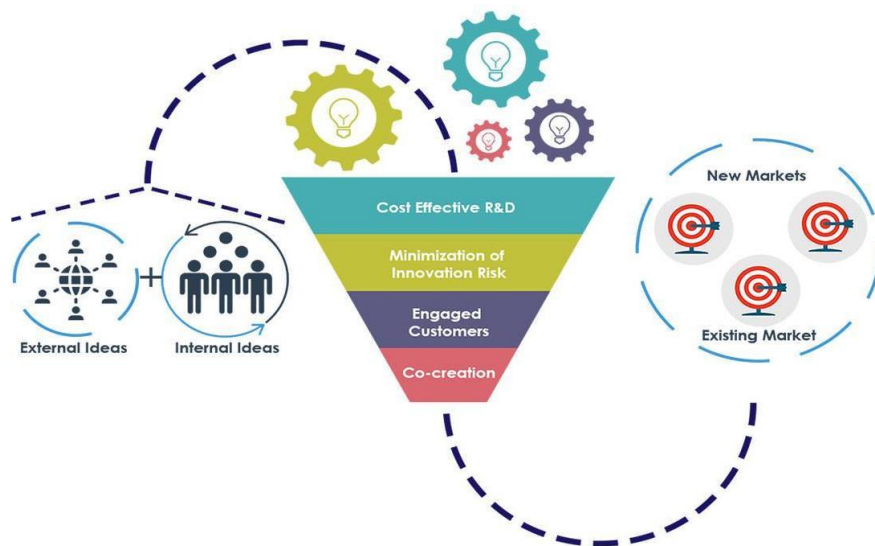 New Markets
Cost Effective R&D
Minimization of
Innovation Risk
Engaged
Customers
Co-creation
External Ideas
Internal Ideas
Existing Market